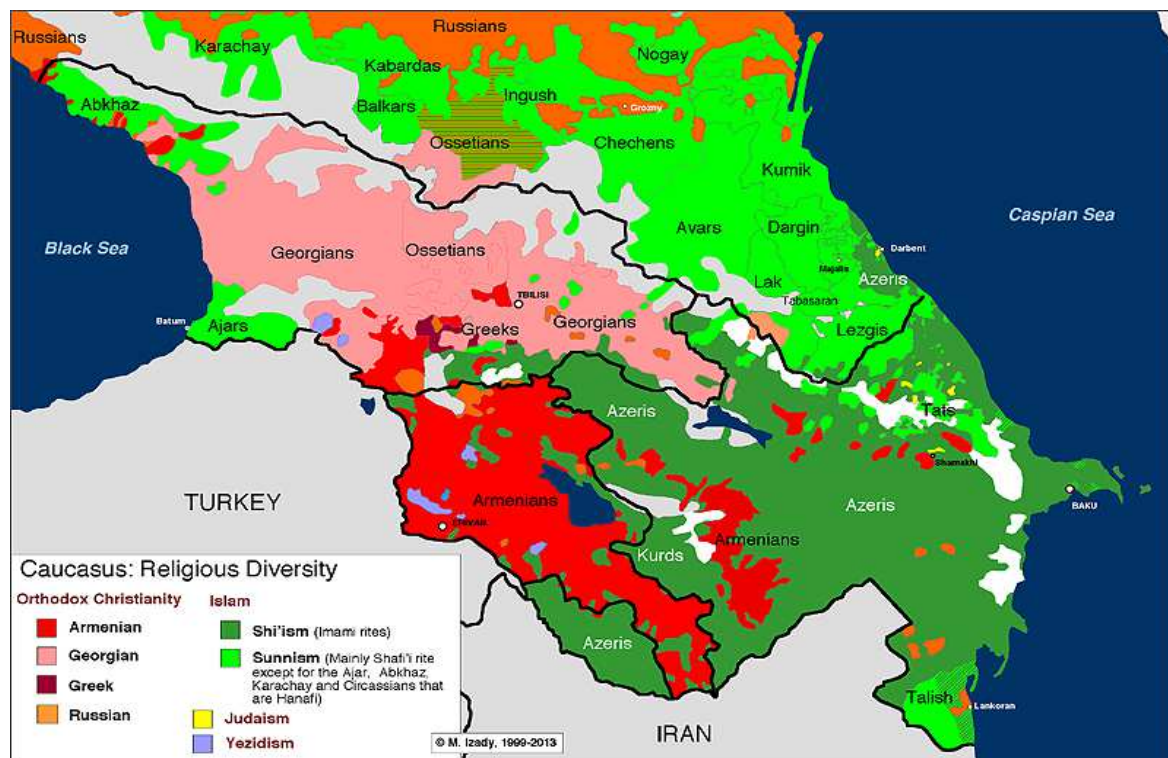 Russians
Karachay
Russians
Nogay
Kabardas
Balkars
Ingush
Grozny
Abkhaz
Ossetians
Chechens
Kumik
Caspian Sea
Black Sea
Avars
Dargin
Darbent
Majalis
Azeris
Georgians
Ossetians
Lak
Tabasaran
TBILISI
Batum
Ajars
Greeks
Georgians
Lezgis
Azeris
Tats
Shamakhi
TURKEY
Armenians
Azeris
BAKU
ERIVAN
Kurds
Armenians
Azeris
Talish
Lankoran
IRAN
Caucasus: Religious Diversity
Orthodox Christianity
Armenian
Georgian
Greek
Russian
Islam
Shi'ism (Imami rites)
Sunnism (Mainly Shafi'i rite
except for the Ajar, Abkhaz,
Karachay and Circassians that
are Hanafi)
Judaism
Yezidism
© M. Izady, 1999-2013